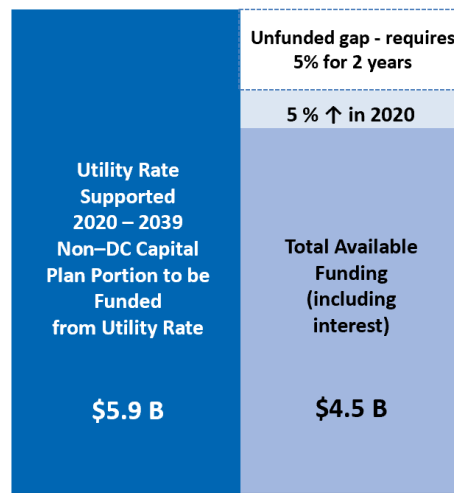 Unfunded gap - requires
5% for 2 years
5 % ↑ in 2020
Utility Rate
Supported
2020 – 2039
Non–DC Capital
Plan Portion to be
Funded
from Utility Rate
$5.9 B
Total Available
Funding
(including
interest)
$4.5 B